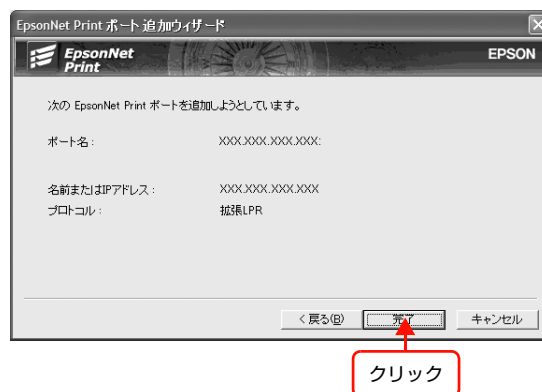 EpsonNet Print ポート追加ウィザード
EpsonNet
Print
EPSON
次の EpsonNet Print ポートを追加しようとしています。
ポート名：
XXX.XXX.XXX.XXX:
名前またはIPアドレス：
XXX.XXX.XXX.XXX
プロトコル：
拡張LPR
< 戻る(B)
完了
キャンセル
クリック